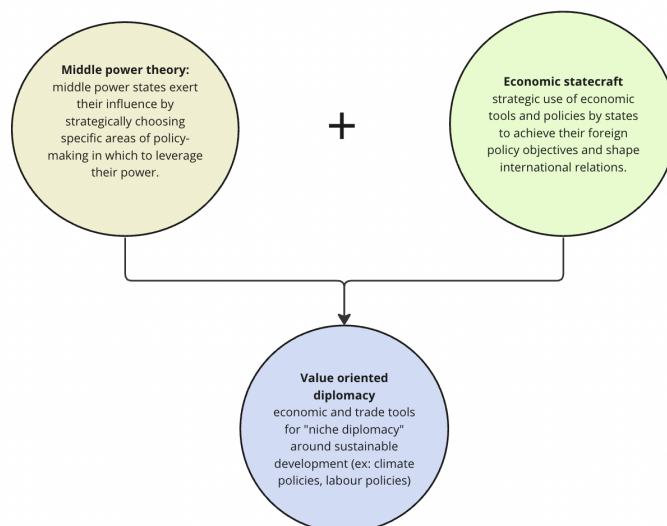 Middle power theory:
middle power states exert
their influence by
strategically choosing
specific areas of policy-
making in which to leverage
their power.
+
Economic statecraft
strategic use of economic
tools and policies by states
to achieve their foreign
policy objectives and shape
international relations.
Value oriented
diplomacy
economic and trade tools
for "niche diplomacy"
around sustainable
development (ex: climate
policies, labour policies)